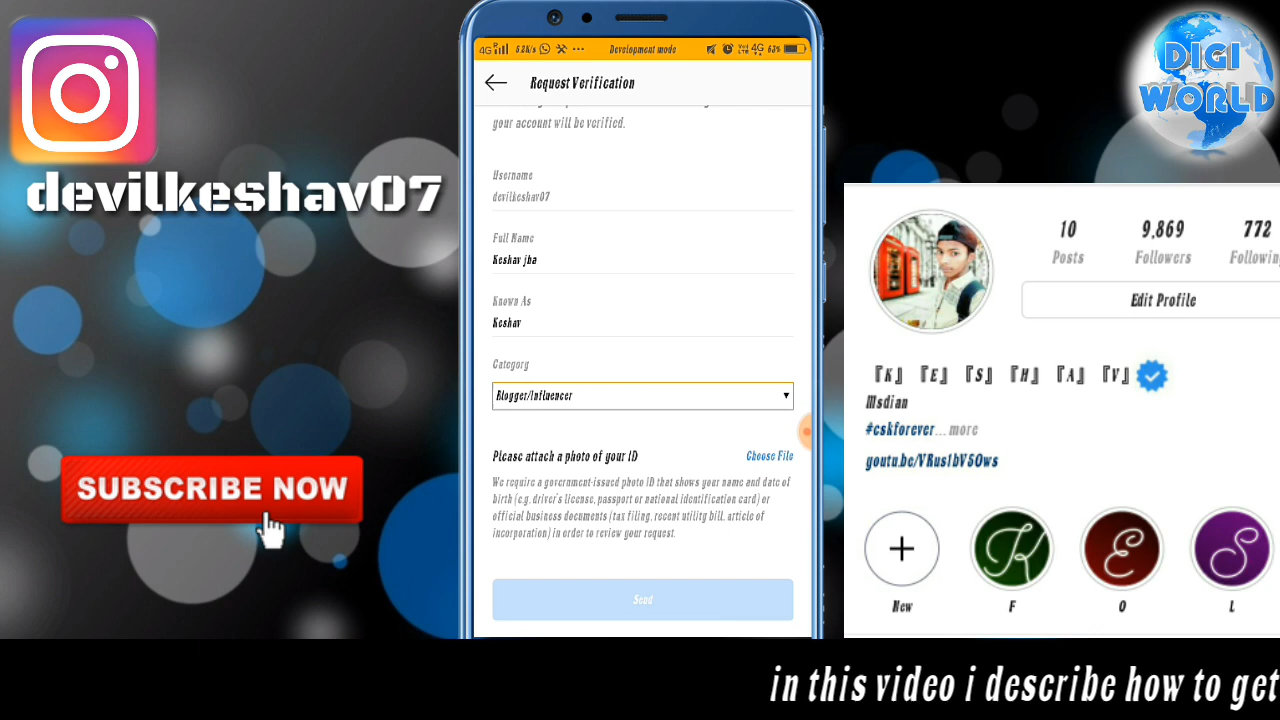 devilkeshav07
SUBSCRIBE NOW
4G 5.2K/s ... Development mode 4G 63%
Request Verification
your account will be verified.
Username
devilkeshav07
Full Name
Keshav jha
Known As
Keshav
Category
Blogger/Influencer
Please attach a photo of your ID Choose File
We require a government-issued photo ID that shows your name and date of
birth (e.g. driver's license, passport or national identification card) or
official business documents (tax filing, recent utility bill, article of
incorporation) in order to review your request.
Send
DIGI
WORLD
10 9,869 772
Posts Followers Followin
Edit Profile
『K』 『E』 『S』 『H』 『A』 『V』
Msdian
#cskforever... more
youtu.be/VRus1bV5Ows
K E S
New F O L
in this video i describe how to get